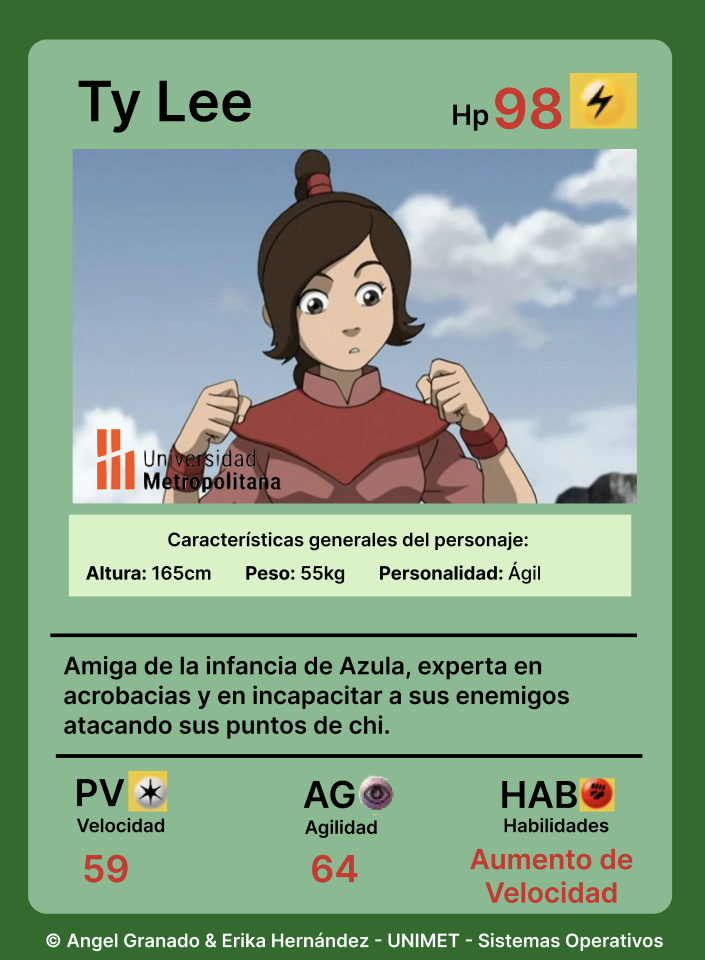 Ty Lee
Hp 98
Universidad
Metropolitana
Características generales del personaje:
Altura: 165cm Peso: 55kg Personalidad: Ágil
Amiga de la infancia de Azula, experta en
acrobacias y en incapacitar a sus enemigos
atacando sus puntos de chi.
PV AG HAB
Velocidad Agilidad Habilidades
59 64 Aumento de
Velocidad
© Angel Granado & Erika Hernández - UNIMET - Sistemas Operativos